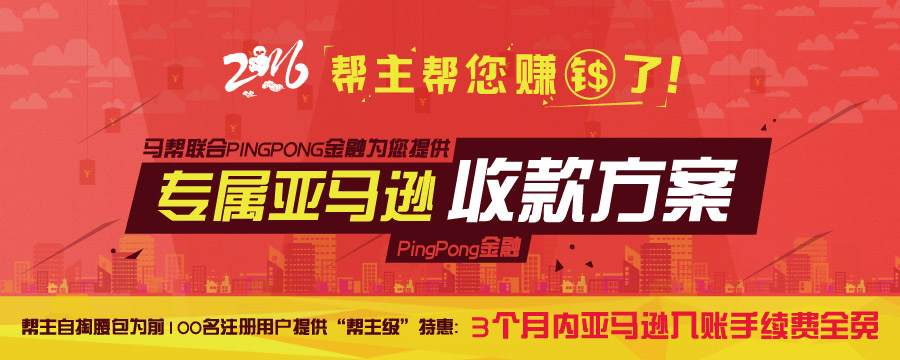 2016 帮主帮您赚钱了！
马帮联合PINGPONG金融为您提供
专属亚马逊收款方案
PingPong金融
帮主自掏腰包为前100名注册用户提供“帮主级”特惠：3个月内亚马逊入账手续费全免